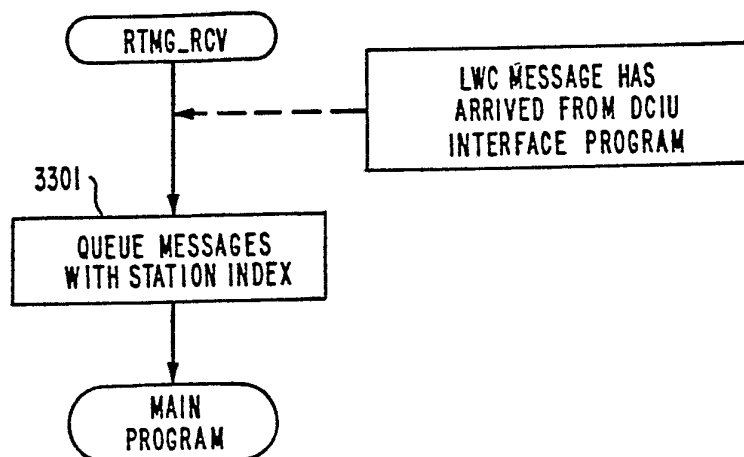 RTMG_RCV
LWC MESSAGE HAS
ARRIVED FROM DCIU
INTERFACE PROGRAM
3301
QUEUE MESSAGES
WITH STATION INDEX
MAIN
PROGRAM